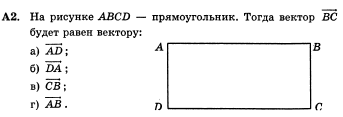 А2. На рисунке ABCD — прямоугольник. Тогда вектор BC
будет равен вектору:
а) AD;
б) DA;
в) CB;
г) AB.
A B
D C